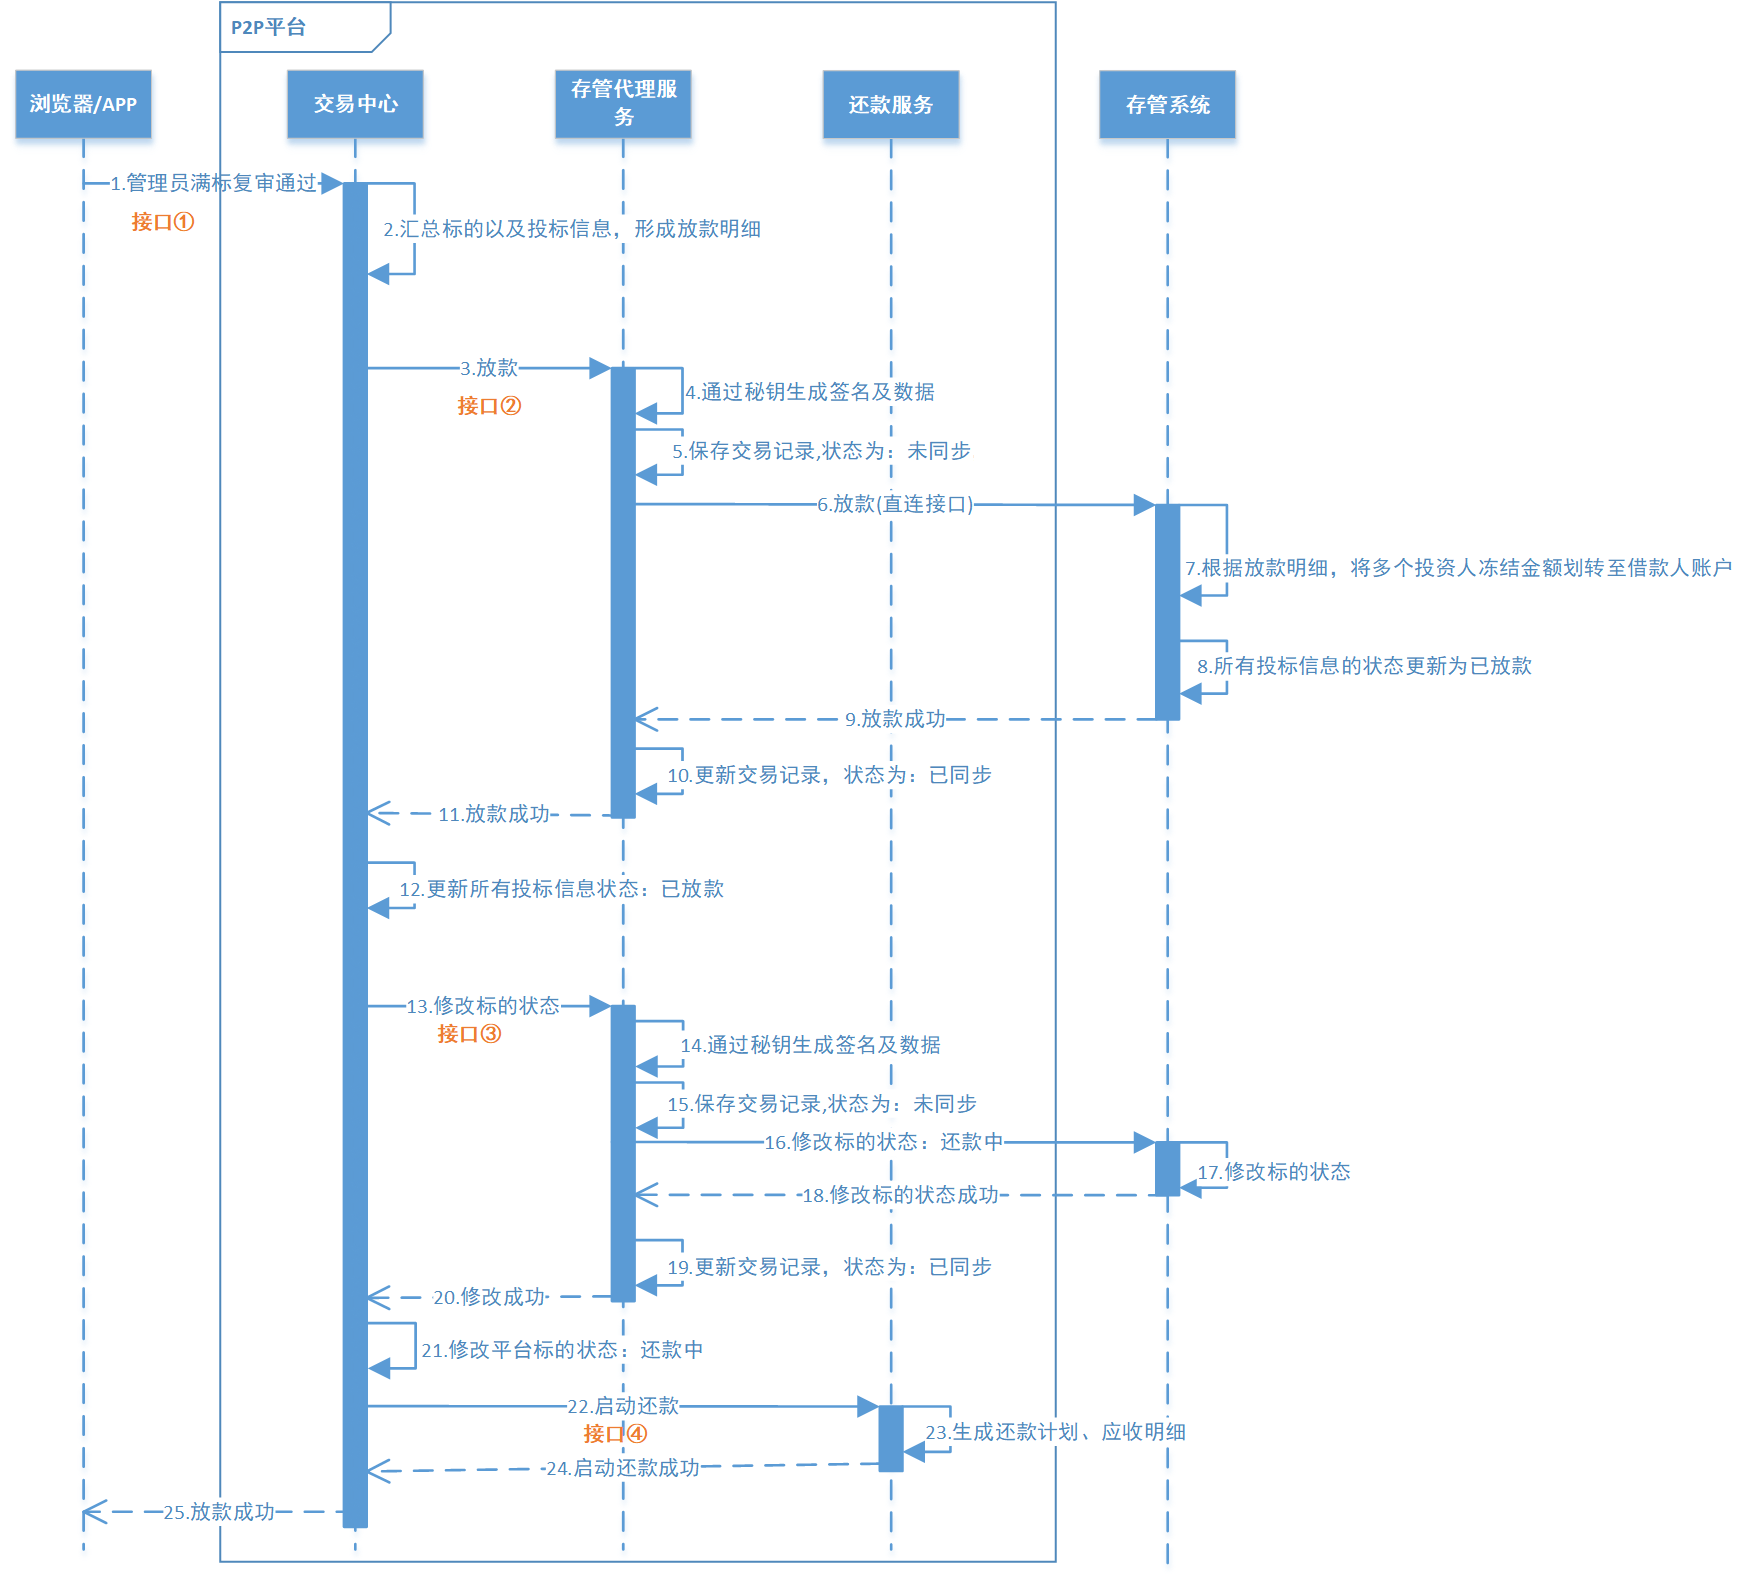 P2P平台
浏览器/APP
交易中心
存管代理服
务
还款服务
存管系统
1.管理员满标复审通过
接口①
2.汇总标的以及投标信息，形成放款明细
3.放款
接口②
4.通过秘钥生成签名及数据
5.保存交易记录,状态为：未同步
6.放款(直连接口)
7.根据放款明细，将多个投资人冻结金额划转至借款人账户
8.所有投标信息的状态更新为已放款
9.放款成功
10.更新交易记录，状态为：已同步
11.放款成功
12.更新所有投标信息状态：已放款
13.修改标的状态
接口③
14.通过秘钥生成签名及数据
15.保存交易记录,状态为：未同步
16.修改标的状态：还款中
17.修改标的状态
18.修改标的状态成功
19.更新交易记录，状态为：已同步
20.修改成功
21.修改平台标的状态：还款中
22.启动还款
接口④
23.生成还款计划、应收明细
24.启动还款成功
25.放款成功